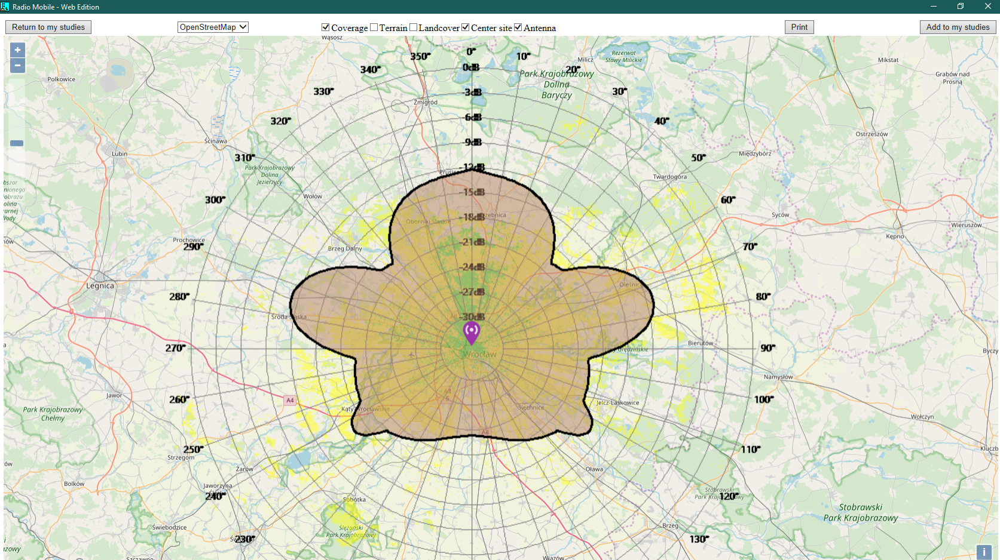 Radio Mobile - Web Edition
Return to my studies
OpenStreetMap
Coverage Terrain Landcover Center site Antenna
Print
Add to my studies
+
−
Wąsosz
0°
350°
10°
340°
20°
330°
30°
320°
40°
310°
50°
300°
60°
290°
70°
280°
80°
270°
90°
260°
100°
250°
110°
240°
120°
230°
130°
0dB
-3dB
-6dB
-9dB
-12dB
-15dB
-18dB
-21dB
-24dB
-27dB
-30dB
Rezerwat
Stawy Milickie
Milicz
Mikstat
Grabów nad
Prosną
Polkowice
Park Krajobrazowy
Dolina
Baryczy
Żmigród
Ścinawa
Lubin
Ostrzeszów
Międzybórz
Park Krajobrazowy
Dolina
Jezierzycy
Twardogóra
Wołów
Oborniki Śląskie
Syców
Wieruszów
Kępno
Prochowice
Brzeg Dolny
Legnica
Oleśnica
Środa Śląska
Bierutów
Byczy
Wrocław
Namysłów
Jawor
A4
A4
A4
Kąty Wrocławskie
Siechnice
Jelcz-Laskowice
Park Krajobrazowy
Chełmy
Wołczyn
Kluczb
Strzegom
Żarów
Oława
Bolków
Jaworzyna
Sobótka
Stobrawski
Park Krajobrazowy
Stobrawski
Park Krajobrazowy
Świebodzice
Ślężański
Park Krajobrazowy
Brzeg
Wiązów
Szczawno
i